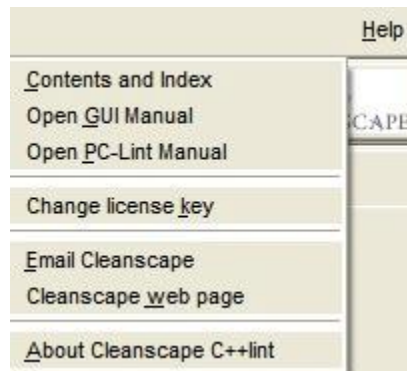 Help
Contents and Index
CAPE
Open GUI Manual
Open PC-Lint Manual
Change license key
Email Cleanscape
Cleanscape web page
About Cleanscape C++lint